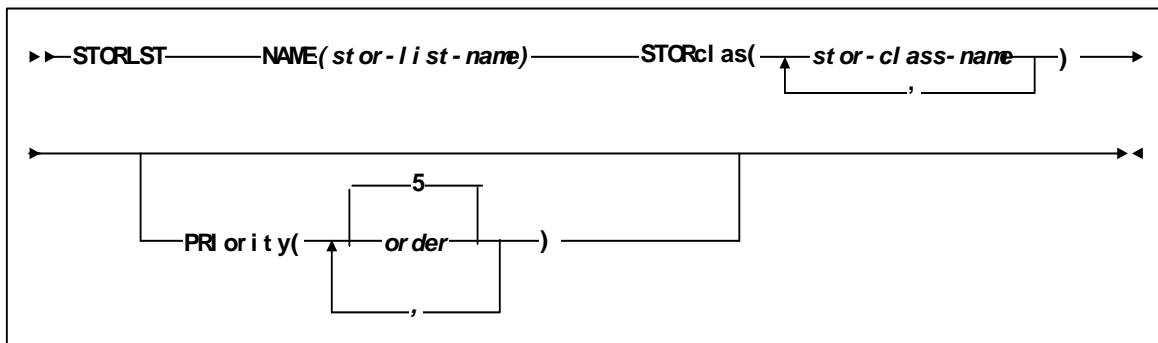 STORLST NAME(stor-list-name) STORclas( stor-class-name )
,
5
PRIority( order )
,